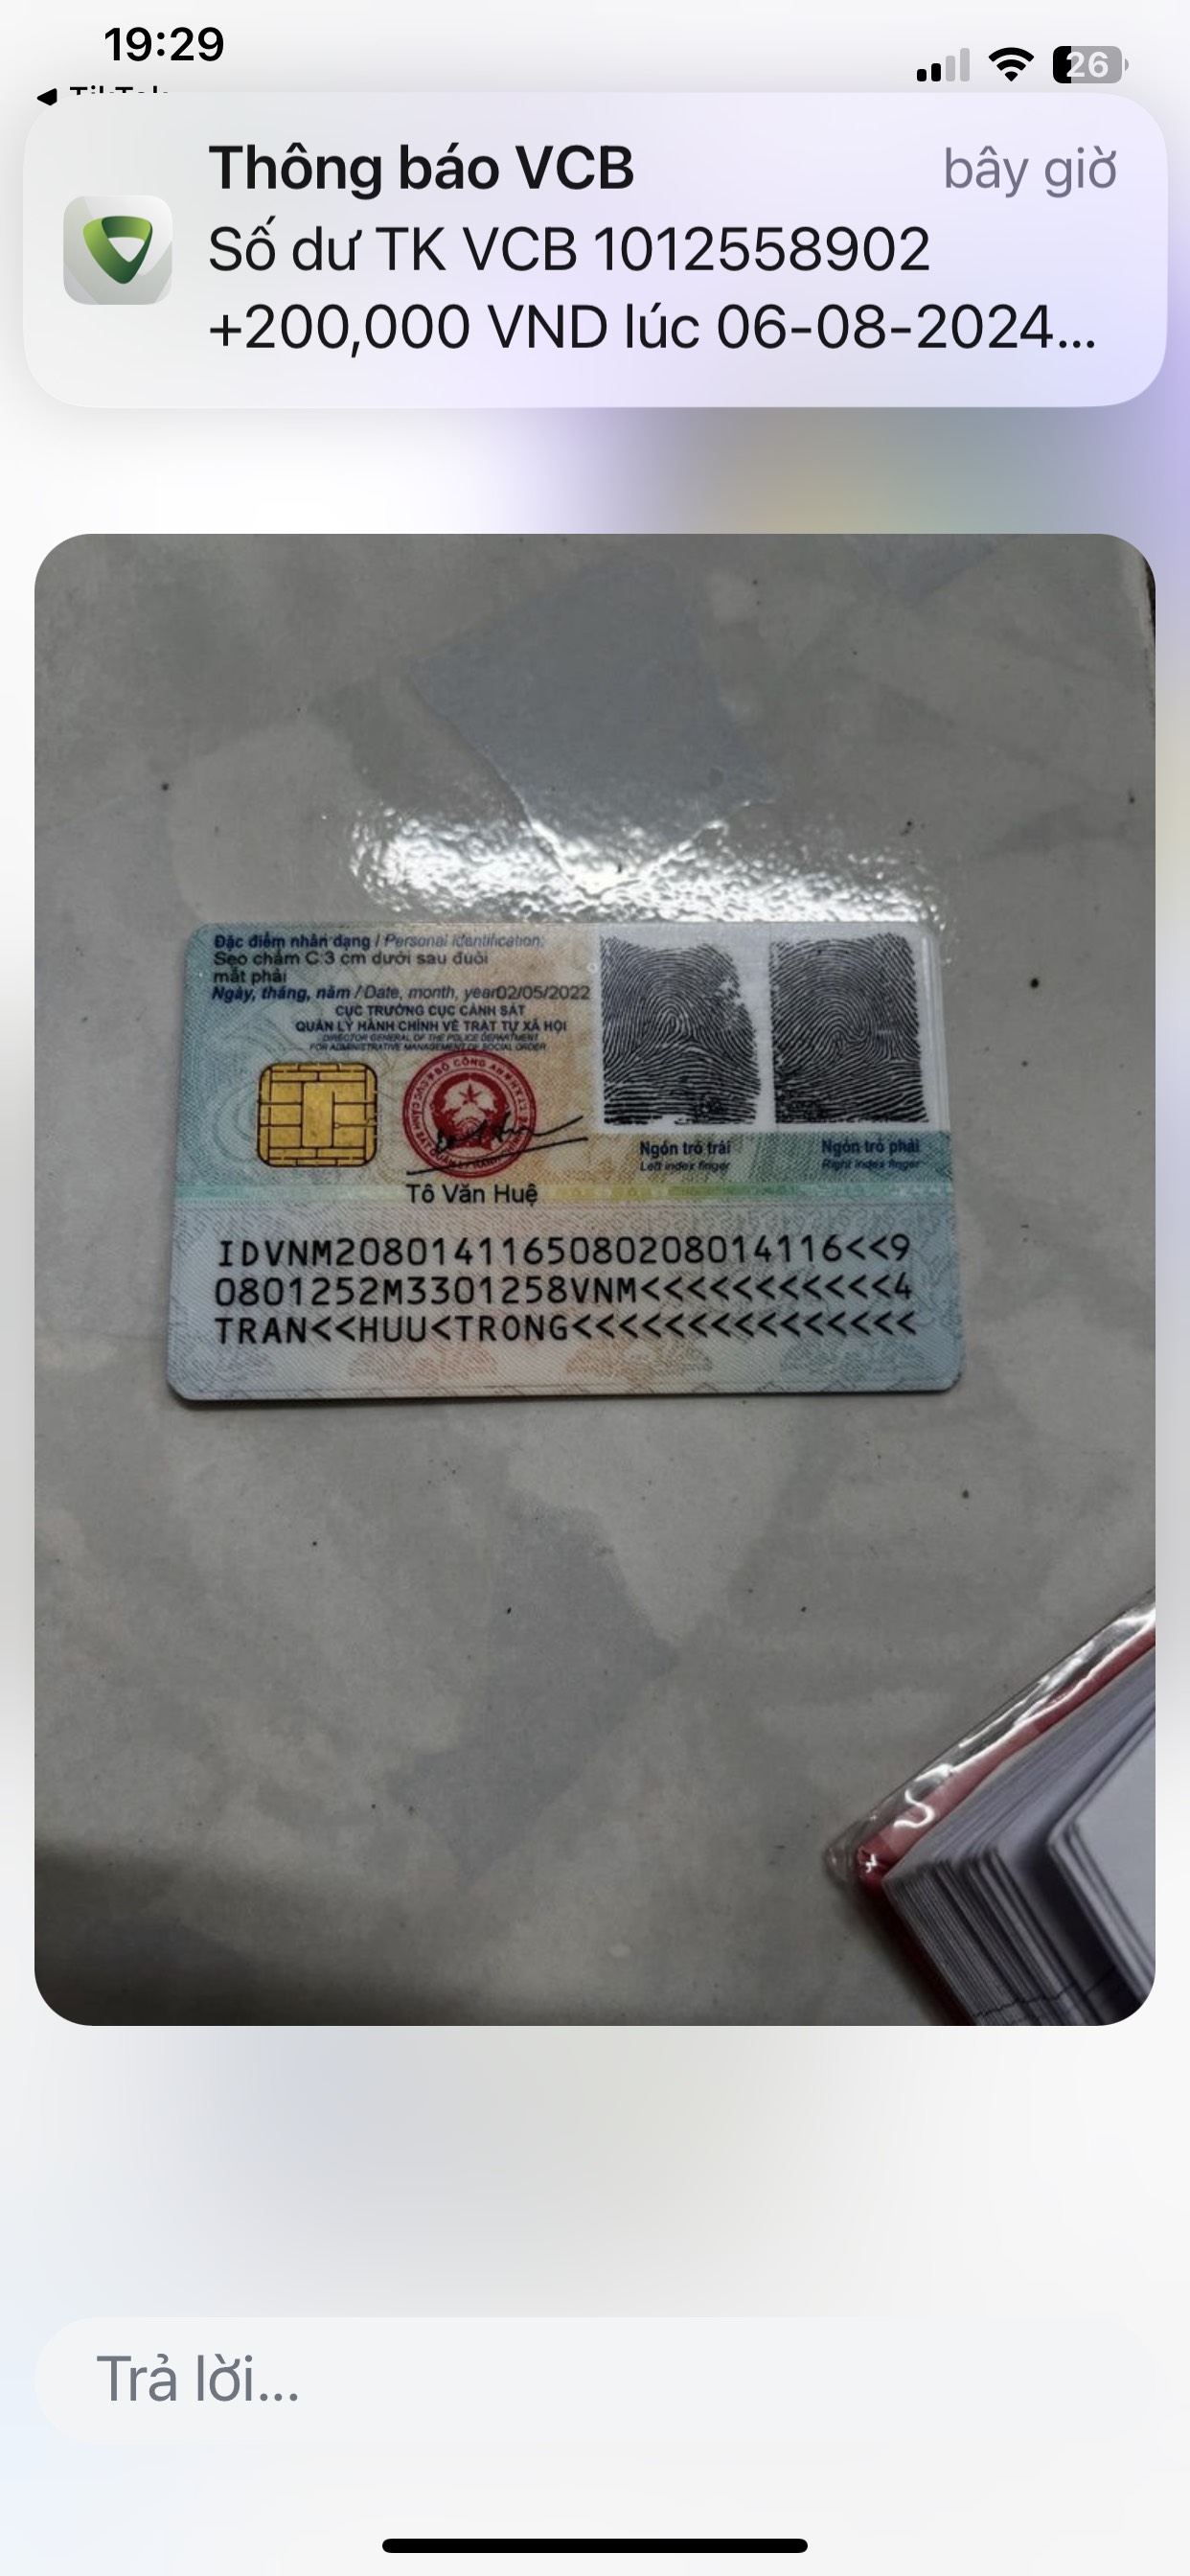 19:29
26
Thông báo VCB
bây giờ
Số dư TK VCB 1012558902
+200,000 VND lúc 06-08-2024...
Đặc điểm nhân dạng / Personal identification:
Sẹo chấm C:3 cm dưới sau đuôi
mắt phải
Ngày, tháng, năm / Date, month, year02/05/2022
CỤC TRƯỞNG CỤC CẢNH SÁT
QUẢN LÝ HÀNH CHÍNH VỀ TRẬT TỰ XÃ HỘI
DIRECTOR GENERAL OF THE POLICE DEPARTMENT
FOR ADMINISTRATIVE MANAGEMENT OF SOCIAL ORDER
Ngón trỏ trái
Left index finger
Ngón trỏ phải
Right index finger
Tô Văn Huệ
IDVNM2080141165080208014116<<9
0801252M3301258VNM<<<<<<<<<<<4
TRAN<<HUU<TRONG<<<<<<<<<<<<<<<
Trả lời...